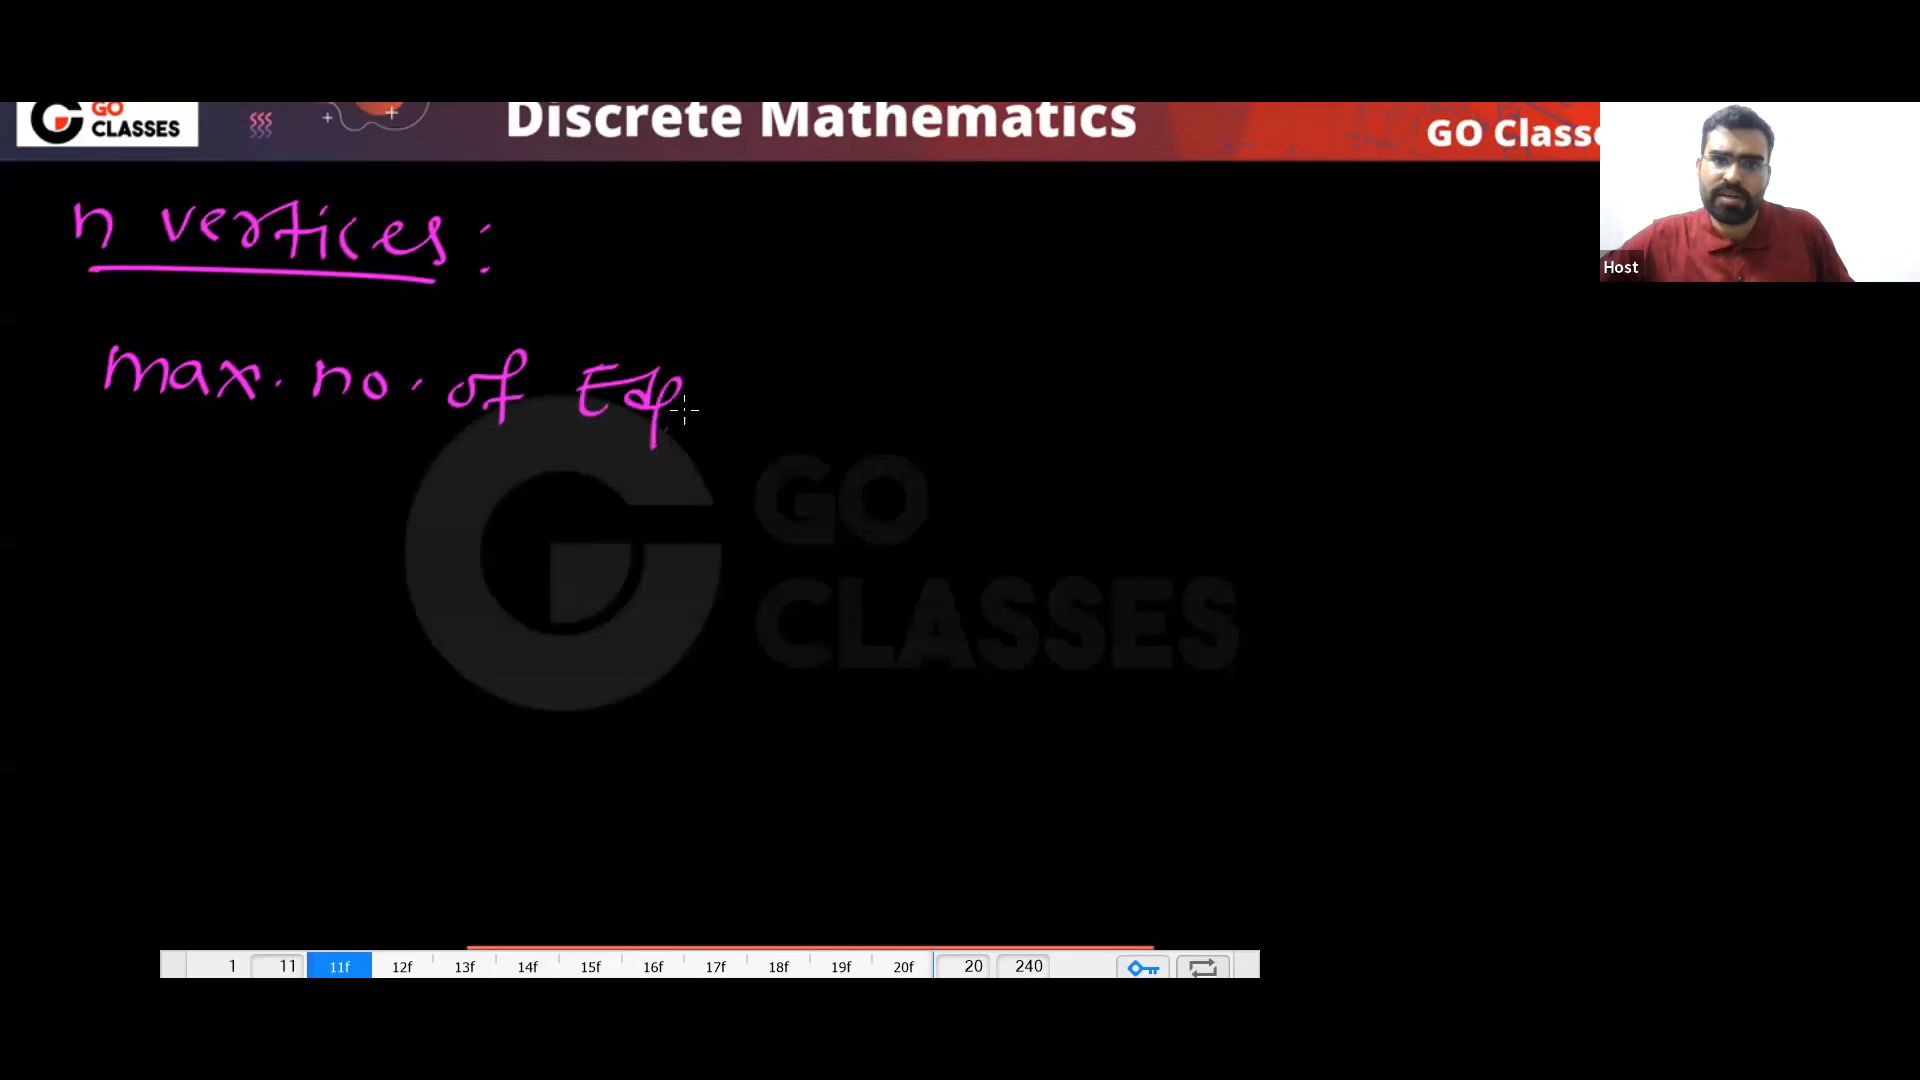 GO CLASSES
Discrete Mathematics
GO Classe
Host
n vertices:
max. no. of Edg
GO
CLASSES
1 11 11f 12f 13f 14f 15f 16f 17f 18f 19f 20f 20 240